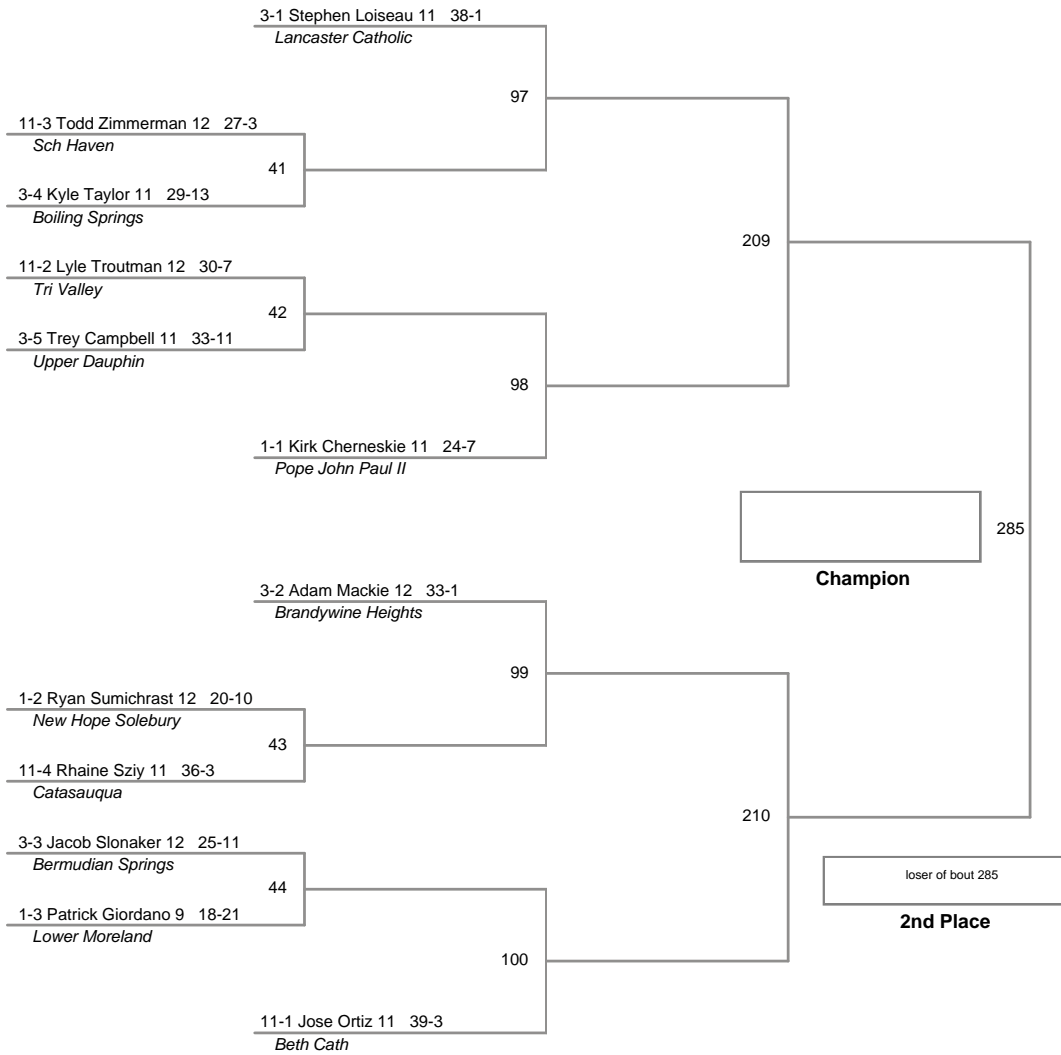 3-1 Stephen Loiseau 11 38-1
Lancaster Catholic
97
11-3 Todd Zimmerman 12 27-3
Sch Haven
41
3-4 Kyle Taylor 11 29-13
Boiling Springs
209
11-2 Lyle Troutman 12 30-7
Tri Valley
42
3-5 Trey Campbell 11 33-11
Upper Dauphin
98
1-1 Kirk Cherneskie 11 24-7
Pope John Paul II
285
Champion
3-2 Adam Mackie 12 33-1
Brandywine Heights
99
1-2 Ryan Sumichrast 12 20-10
New Hope Solebury
43
11-4 Rhaine Sziy 11 36-3
Catasauqua
210
3-3 Jacob Slonaker 12 25-11
Bermudian Springs
44
loser of bout 285
2nd Place
1-3 Patrick Giordano 9 18-21
Lower Moreland
100
11-1 Jose Ortiz 11 39-3
Beth Cath